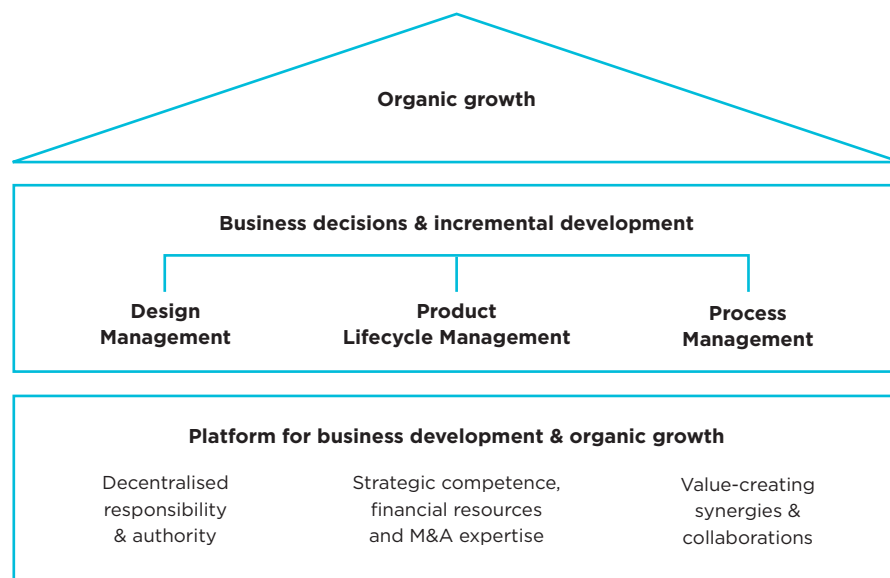 Organic growth
Business decisions & incremental development
Design
Management
Product
Lifecycle Management
Process
Management
Platform for business development & organic growth
Decentralised
responsibility
& authority
Strategic competence,
financial resources
and M&A expertise
Value-creating
synergies &
collaborations